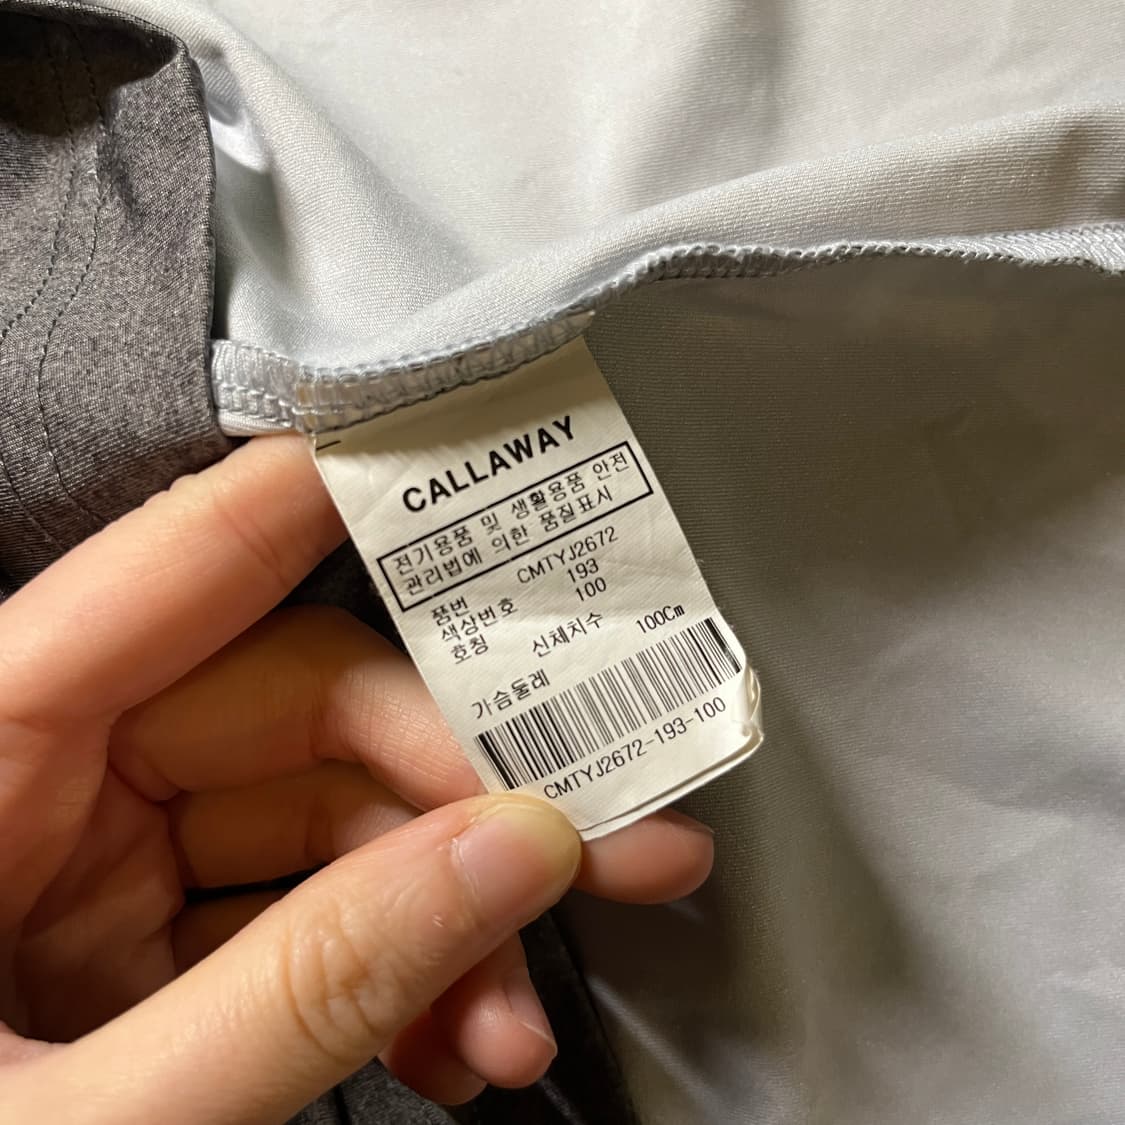 CALLAWAY
전기용품 및 생활용품 안전
관리법에 의한 품질표시
품번 CMTYJ2672
색상번호 193
호칭 100
신체치수
가슴둘레 100Cm
CMTYJ2672-193-100